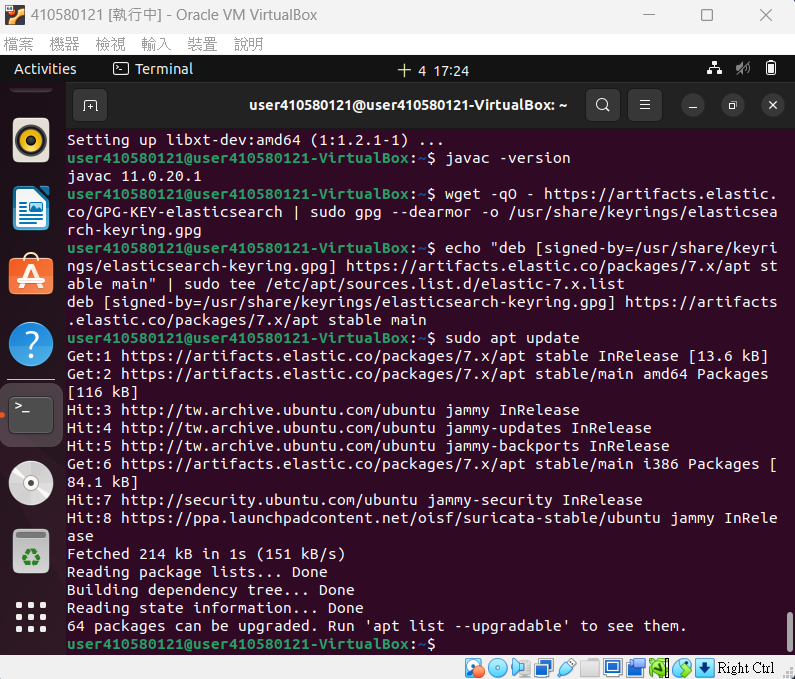 410580121 [執行中] - Oracle VM VirtualBox
檔案 機器 檢視 輸入 裝置 說明
Activities Terminal 十 4 17:24
user410580121@user410580121-VirtualBox: ~
Setting up libxt-dev:amd64 (1:1.2.1-1) ...
user410580121@user410580121-VirtualBox:~$ javac -version
javac 11.0.20.1
user410580121@user410580121-VirtualBox:~$ wget -qO - https://artifacts.elastic.
co/GPG-KEY-elasticsearch | sudo gpg --dearmor -o /usr/share/keyrings/elasticsea
rch-keyring.gpg
user410580121@user410580121-VirtualBox:~$ echo "deb [signed-by=/usr/share/keyri
ngs/elasticsearch-keyring.gpg] https://artifacts.elastic.co/packages/7.x/apt st
able main" | sudo tee /etc/apt/sources.list.d/elastic-7.x.list
deb [signed-by=/usr/share/keyrings/elasticsearch-keyring.gpg] https://artifacts
.elastic.co/packages/7.x/apt stable main
user410580121@user410580121-VirtualBox:~$ sudo apt update
Get:1 https://artifacts.elastic.co/packages/7.x/apt stable InRelease [13.6 kB]
Get:2 https://artifacts.elastic.co/packages/7.x/apt stable/main amd64 Packages
[116 kB]
Hit:3 http://tw.archive.ubuntu.com/ubuntu jammy InRelease
Hit:4 http://tw.archive.ubuntu.com/ubuntu jammy-updates InRelease
Hit:5 http://tw.archive.ubuntu.com/ubuntu jammy-backports InRelease
Get:6 https://artifacts.elastic.co/packages/7.x/apt stable/main i386 Packages [
84.1 kB]
Hit:7 http://security.ubuntu.com/ubuntu jammy-security InRelease
Hit:8 https://ppa.launchpadcontent.net/oisf/suricata-stable/ubuntu jammy InRele
ase
Fetched 214 kB in 1s (151 kB/s)
Reading package lists... Done
Building dependency tree... Done
Reading state information... Done
64 packages can be upgraded. Run 'apt list --upgradable' to see them.
user410580121@user410580121-VirtualBox:~$
Right Ctrl